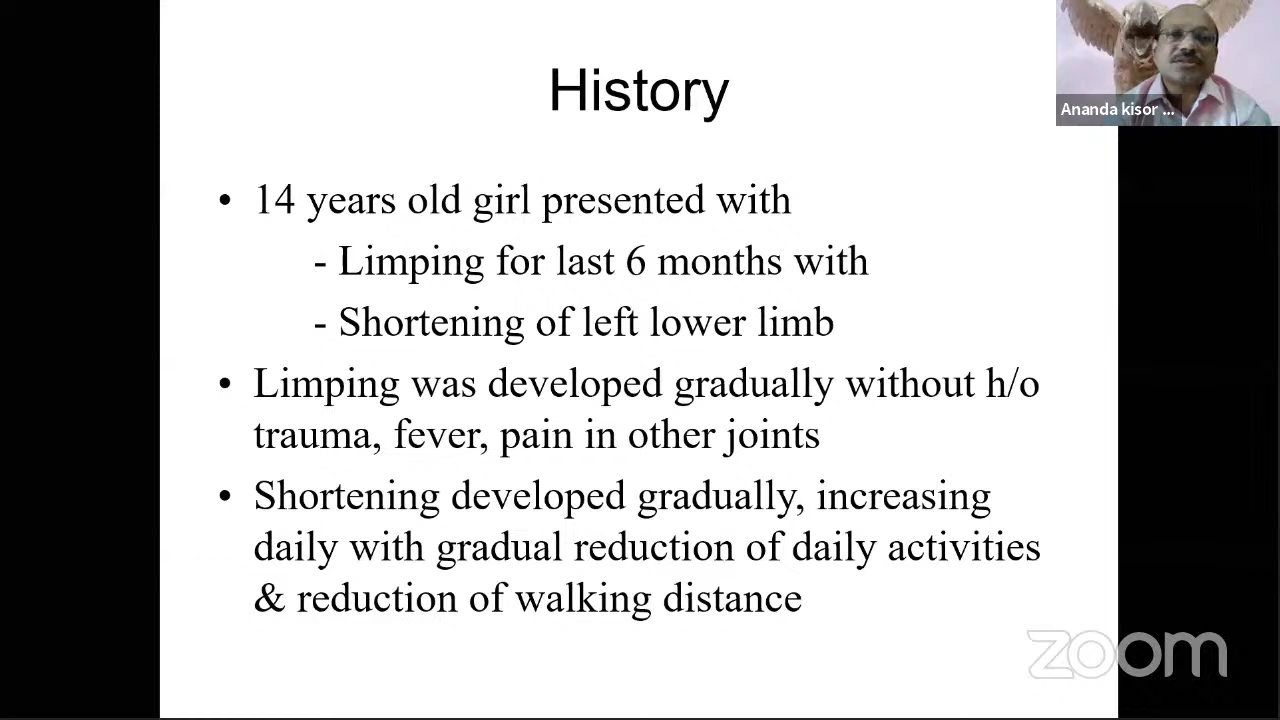 History
Ananda kisor ...
• 14 years old girl presented with
- Limping for last 6 months with
- Shortening of left lower limb
• Limping was developed gradually without h/o
trauma, fever, pain in other joints
• Shortening developed gradually, increasing
daily with gradual reduction of daily activities
& reduction of walking distance
zoom